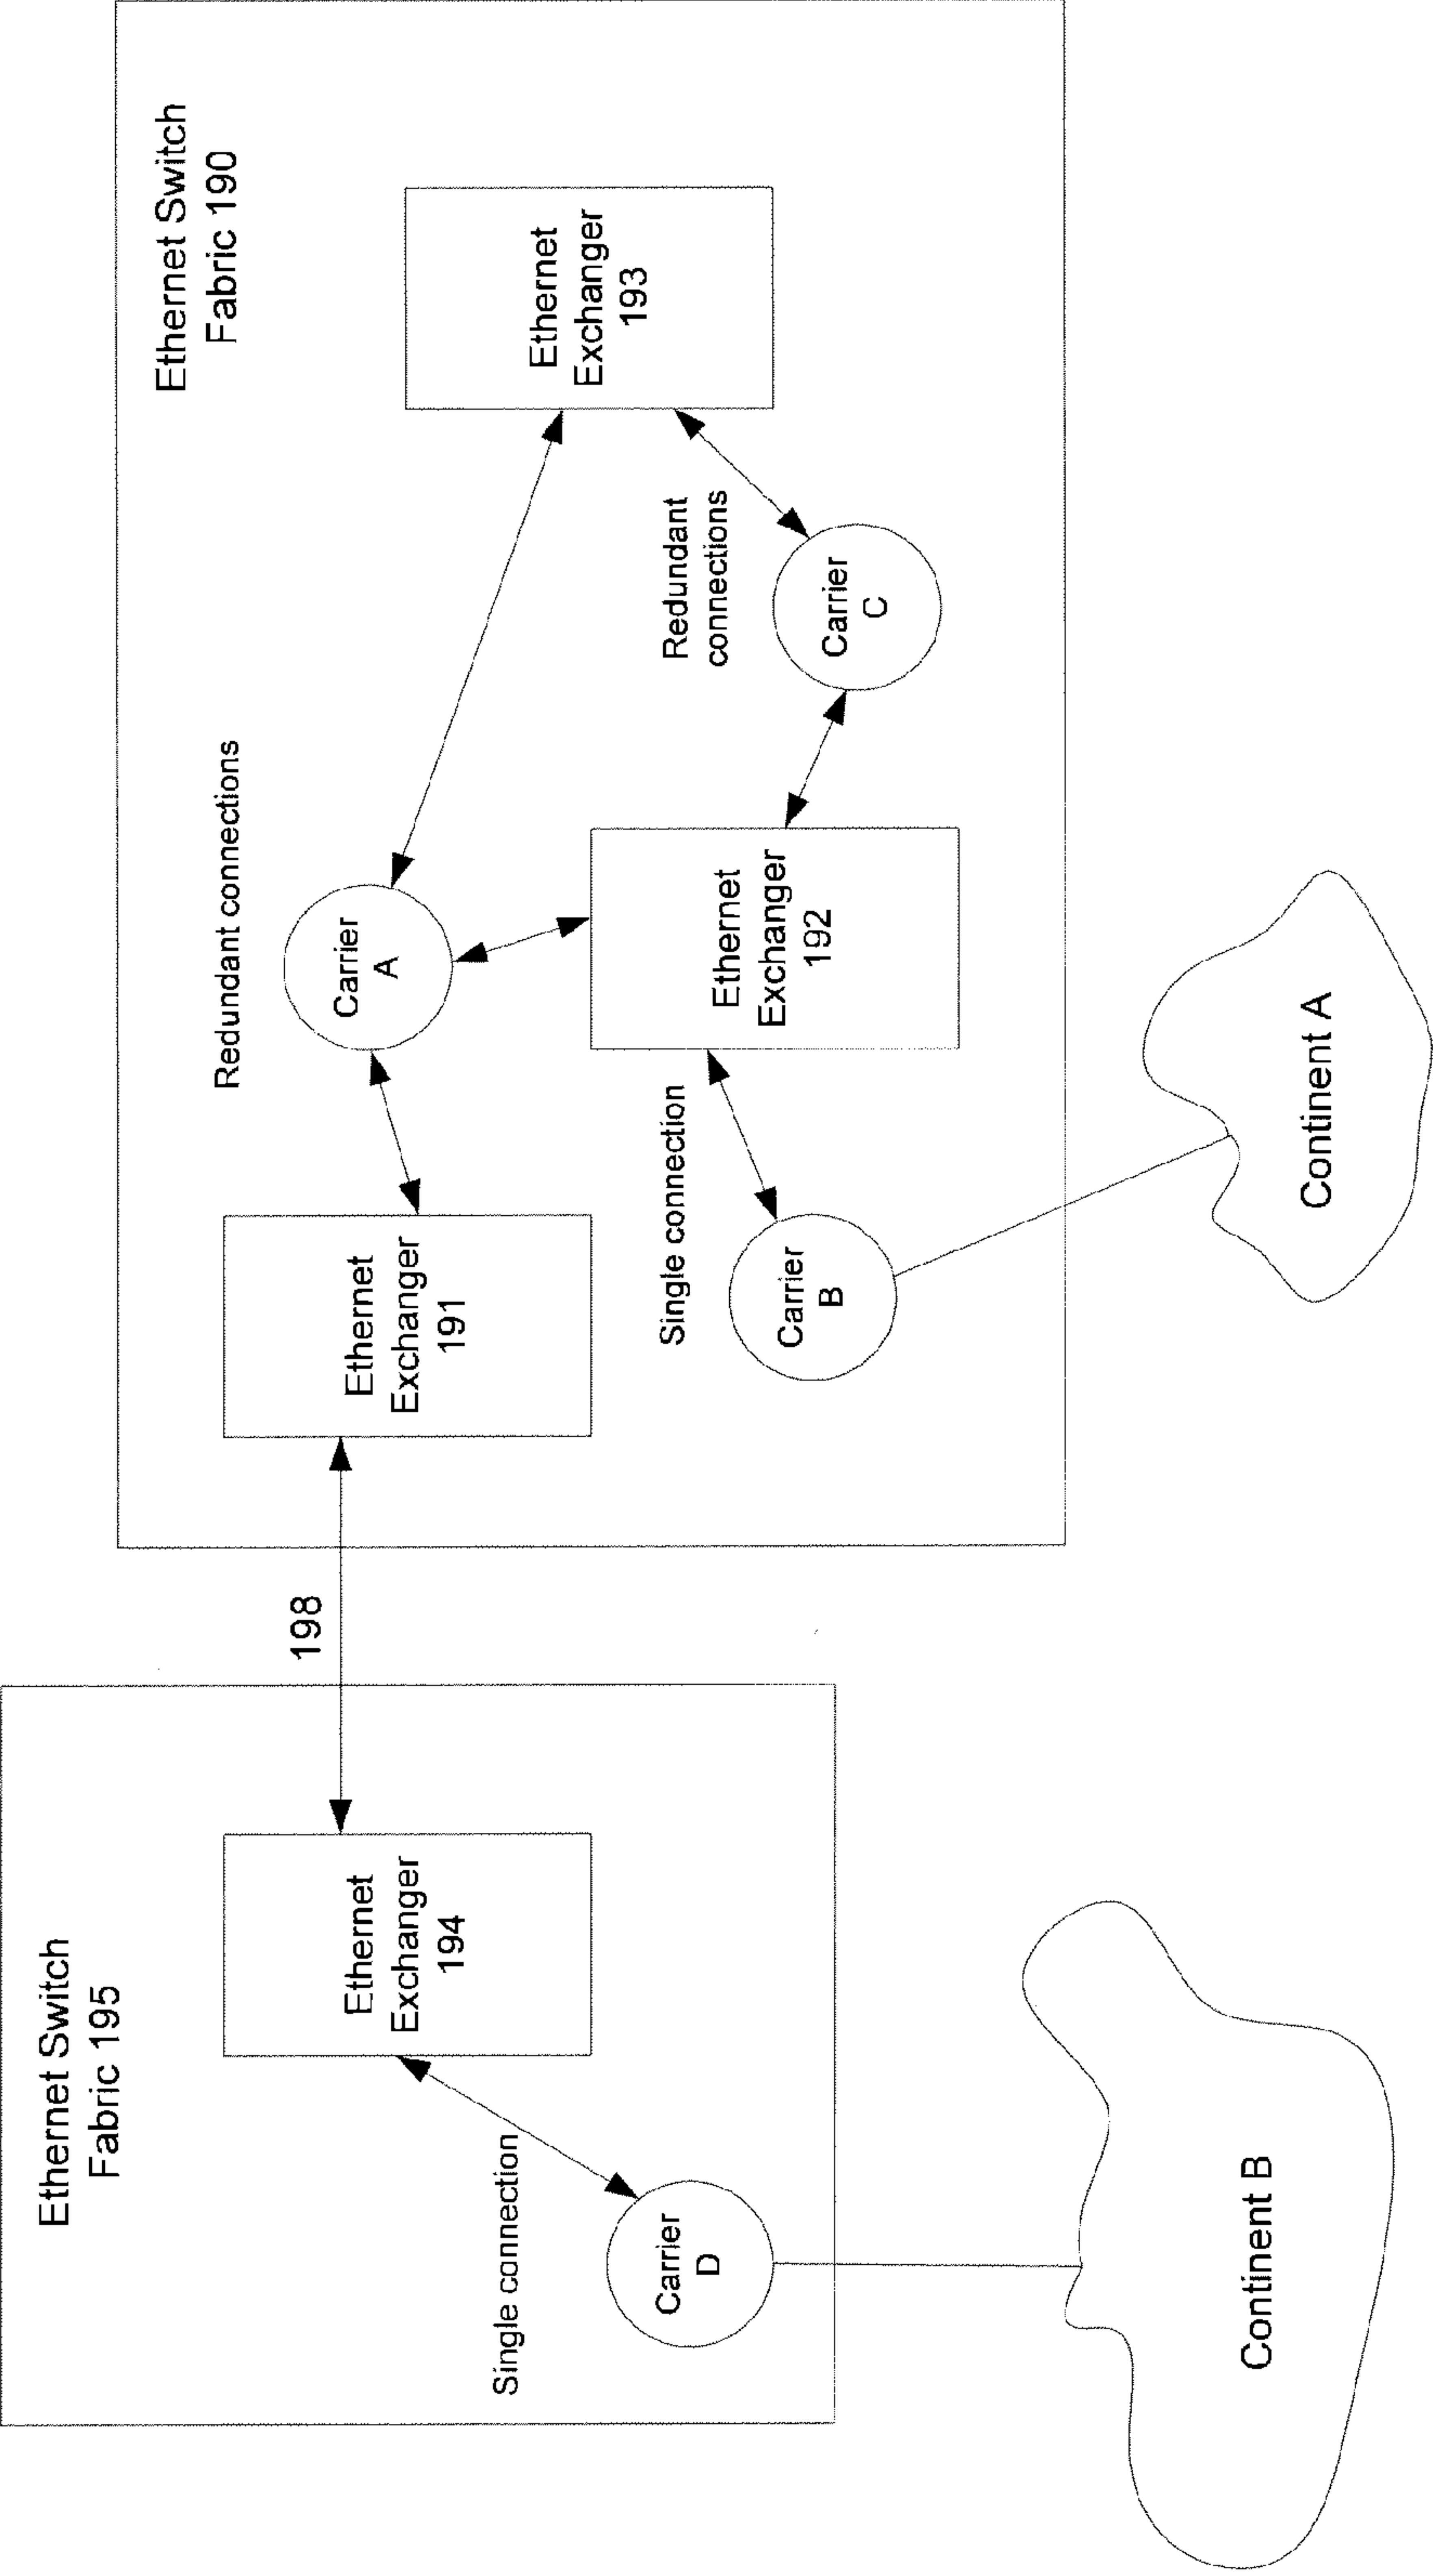 Ethernet Switch
Fabric 195
Ethernet
Exchanger
194
Single connection
Carrier
D
Continent B
198
Ethernet Switch
Fabric 190
Redundant connections
Ethernet
Exchanger
191
Carrier
A
Ethernet
Exchanger
193
Single connection
Carrier
B
Ethernet
Exchanger
192
Redundant
connections
Carrier
C
Continent A